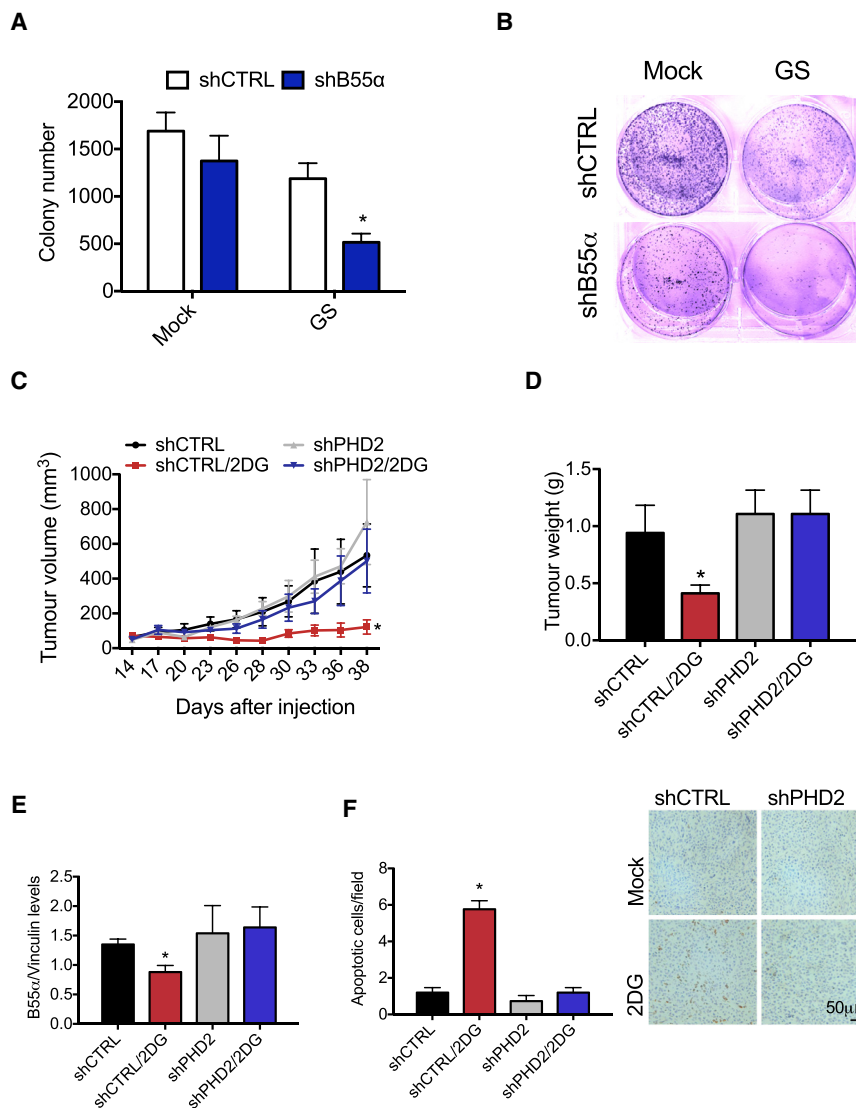 A
shCTRL shB55α
Colony number
2000
1500
1000
500
0
Mock GS
*
B
Mock GS
shCTRL
shB55α
C
shCTRL shPHD2
shCTRL/2DG shPHD2/2DG
Tumour volume (mm³)
1000
800
600
400
200
0
*
14 17 20 23 26 28 30 33 36 38
Days after injection
D
Tumour weight (g)
1.5
1.0
0.5
0.0
*
shCTRL shCTRL/2DG shPHD2 shPHD2/2DG
E
B55α/Vinculin levels
2.5
2.0
1.5
1.0
0.5
0.0
*
shCTRL shCTRL/2DG shPHD2 shPHD2/2DG
F
Apoptotic cells/field
8
6
4
2
0
*
shCTRL shCTRL/2DG shPHD2 shPHD2/2DG
shCTRL shPHD2
Mock
2DG
50μ